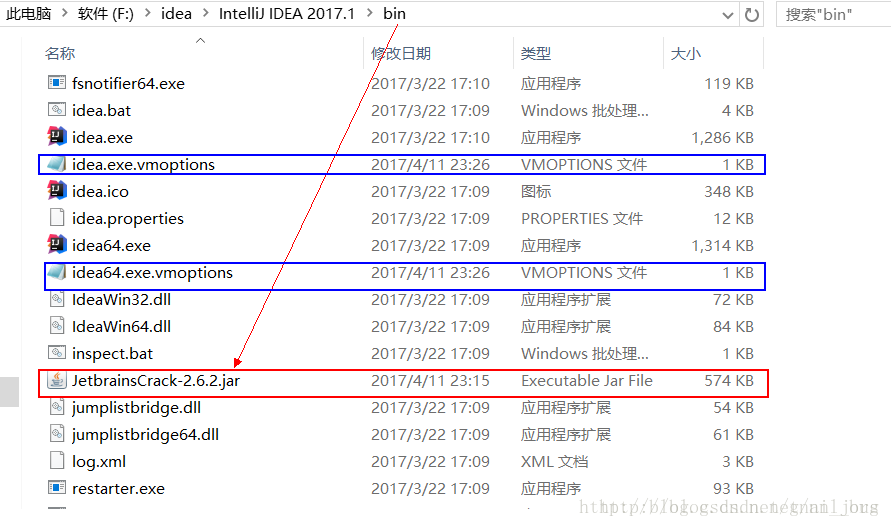 此电脑 软件 (F:) idea IntelliJ IDEA 2017.1 bin 搜索"bin"
名称 修改日期 类型 大小
fsnotifier64.exe 2017/3/22 17:10 应用程序 119 KB
idea.bat 2017/3/22 17:09 Windows 批处理... 4 KB
idea.exe 2017/3/22 17:10 应用程序 1,286 KB
idea.exe.vmoptions 2017/4/11 23:26 VMOPTIONS 文件 1 KB
idea.ico 2017/3/22 17:09 图标 348 KB
idea.properties 2017/3/22 17:09 PROPERTIES 文件 12 KB
idea64.exe 2017/3/22 17:09 应用程序 1,314 KB
idea64.exe.vmoptions 2017/4/11 23:26 VMOPTIONS 文件 1 KB
IdeaWin32.dll 2017/3/22 17:09 应用程序扩展 72 KB
IdeaWin64.dll 2017/3/22 17:09 应用程序扩展 84 KB
inspect.bat 2017/3/22 17:09 Windows 批处理... 1 KB
JetbrainsCrack-2.6.2.jar 2017/4/11 23:15 Executable Jar File 574 KB
jumplistbridge.dll 2017/3/22 17:09 应用程序扩展 54 KB
jumplistbridge64.dll 2017/3/22 17:09 应用程序扩展 61 KB
log.xml 2017/3/22 17:09 XML 文档 3 KB
restarter.exe 2017/3/22 17:09 应用程序 93 KB